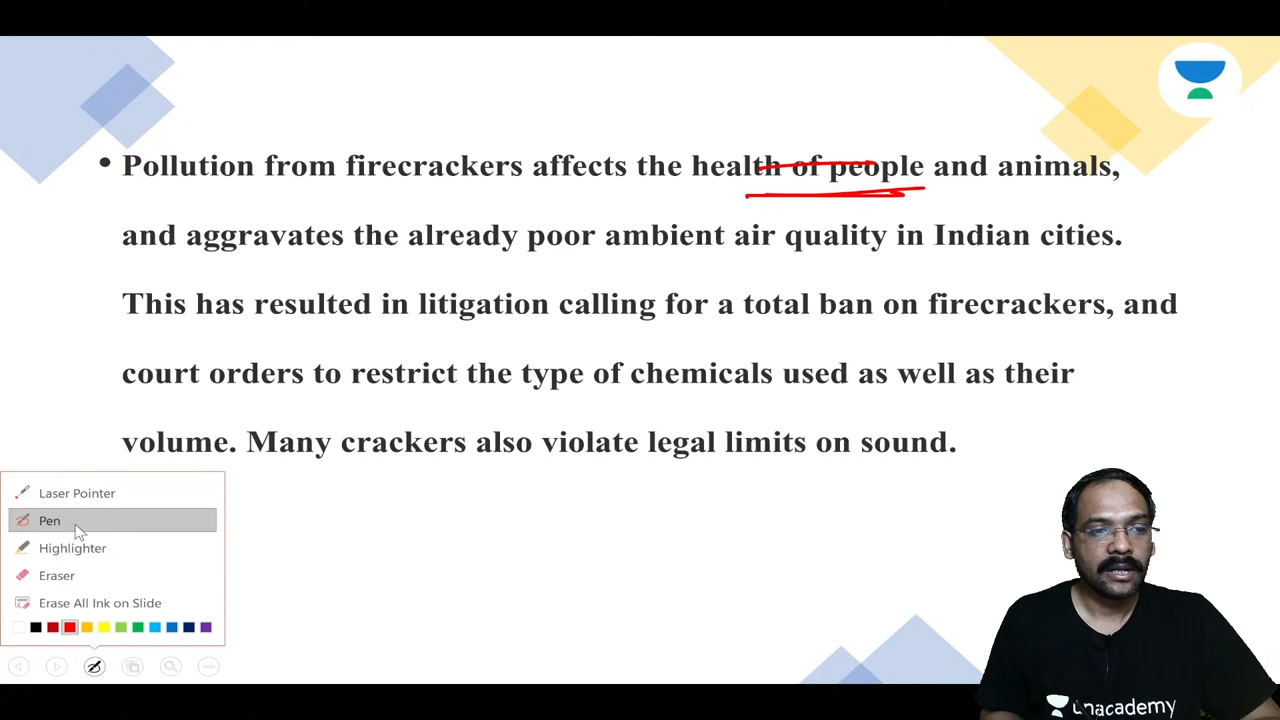 • Pollution from firecrackers affects the health of people and animals,
and aggravates the already poor ambient air quality in Indian cities.
This has resulted in litigation calling for a total ban on firecrackers, and
court orders to restrict the type of chemicals used as well as their
volume. Many crackers also violate legal limits on sound.
Laser Pointer
Pen
Highlighter
Eraser
Erase All Ink on Slide
unacademy